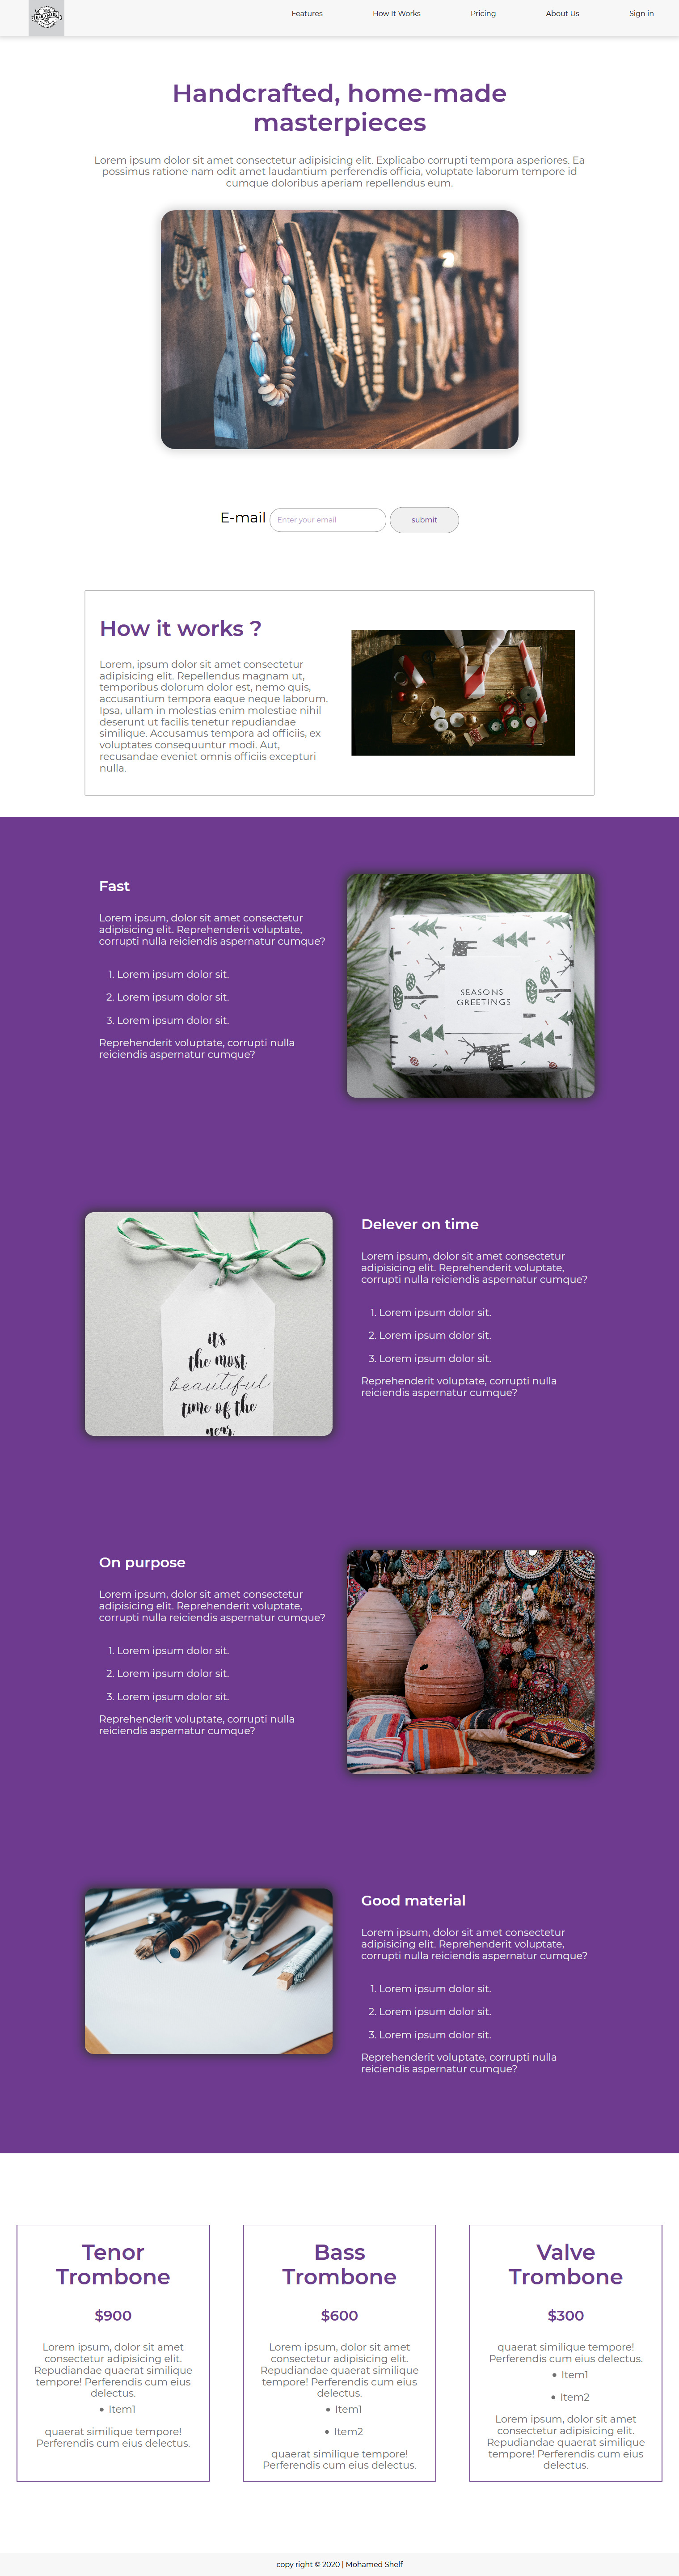 HAND MADE
Features How It Works Pricing About Us Sign in
Handcrafted, home-made
masterpieces
Lorem ipsum dolor sit amet consectetur adipisicing elit. Explicabo corrupti tempora asperiores. Ea
possimus ratione nam odit amet laudantium perferendis officia, voluptate laborum tempore id
cumque doloribus aperiam repellendus eum.
E-mail Enter your email submit
How it works ?
Lorem, ipsum dolor sit amet consectetur
adipisicing elit. Repellendus magnam ut,
temporibus dolorum dolor est, nemo quis,
accusantium tempora eaque neque laborum.
Ipsa, ullam in molestias enim molestiae nihil
deserunt ut facilis tenetur repudiandae
similique. Accusamus tempora ad officiis, ex
voluptates consequuntur modi. Aut,
recusandae eveniet omnis officiis excepturi
nulla.
Fast
Lorem ipsum, dolor sit amet consectetur
adipisicing elit. Reprehenderit voluptate,
corrupti nulla reiciendis aspernatur cumque?
1. Lorem ipsum dolor sit.
2. Lorem ipsum dolor sit.
3. Lorem ipsum dolor sit.
Reprehenderit voluptate, corrupti nulla
reiciendis aspernatur cumque?
SEASONS
GREETINGS
it's
the most
beautiful
time of the
year
Delever on time
Lorem ipsum, dolor sit amet consectetur
adipisicing elit. Reprehenderit voluptate,
corrupti nulla reiciendis aspernatur cumque?
1. Lorem ipsum dolor sit.
2. Lorem ipsum dolor sit.
3. Lorem ipsum dolor sit.
Reprehenderit voluptate, corrupti nulla
reiciendis aspernatur cumque?
On purpose
Lorem ipsum, dolor sit amet consectetur
adipisicing elit. Reprehenderit voluptate,
corrupti nulla reiciendis aspernatur cumque?
1. Lorem ipsum dolor sit.
2. Lorem ipsum dolor sit.
3. Lorem ipsum dolor sit.
Reprehenderit voluptate, corrupti nulla
reiciendis aspernatur cumque?
Good material
Lorem ipsum, dolor sit amet consectetur
adipisicing elit. Reprehenderit voluptate,
corrupti nulla reiciendis aspernatur cumque?
1. Lorem ipsum dolor sit.
2. Lorem ipsum dolor sit.
3. Lorem ipsum dolor sit.
Reprehenderit voluptate, corrupti nulla
reiciendis aspernatur cumque?
Tenor
Trombone
$900
Lorem ipsum, dolor sit amet
consectetur adipisicing elit.
Repudiandae quaerat similique
tempore! Perferendis cum eius
delectus.
• Item1
quaerat similique tempore!
Perferendis cum eius delectus.
Bass
Trombone
$600
Lorem ipsum, dolor sit amet
consectetur adipisicing elit.
Repudiandae quaerat similique
tempore! Perferendis cum eius
delectus.
• Item1
• Item2
quaerat similique tempore!
Perferendis cum eius delectus.
Valve
Trombone
$300
quaerat similique tempore!
Perferendis cum eius delectus.
• Item1
• Item2
Lorem ipsum, dolor sit amet
consectetur adipisicing elit.
Repudiandae quaerat similique
tempore! Perferendis cum eius
delectus.
copy right © 2020 | Mohamed Shelf